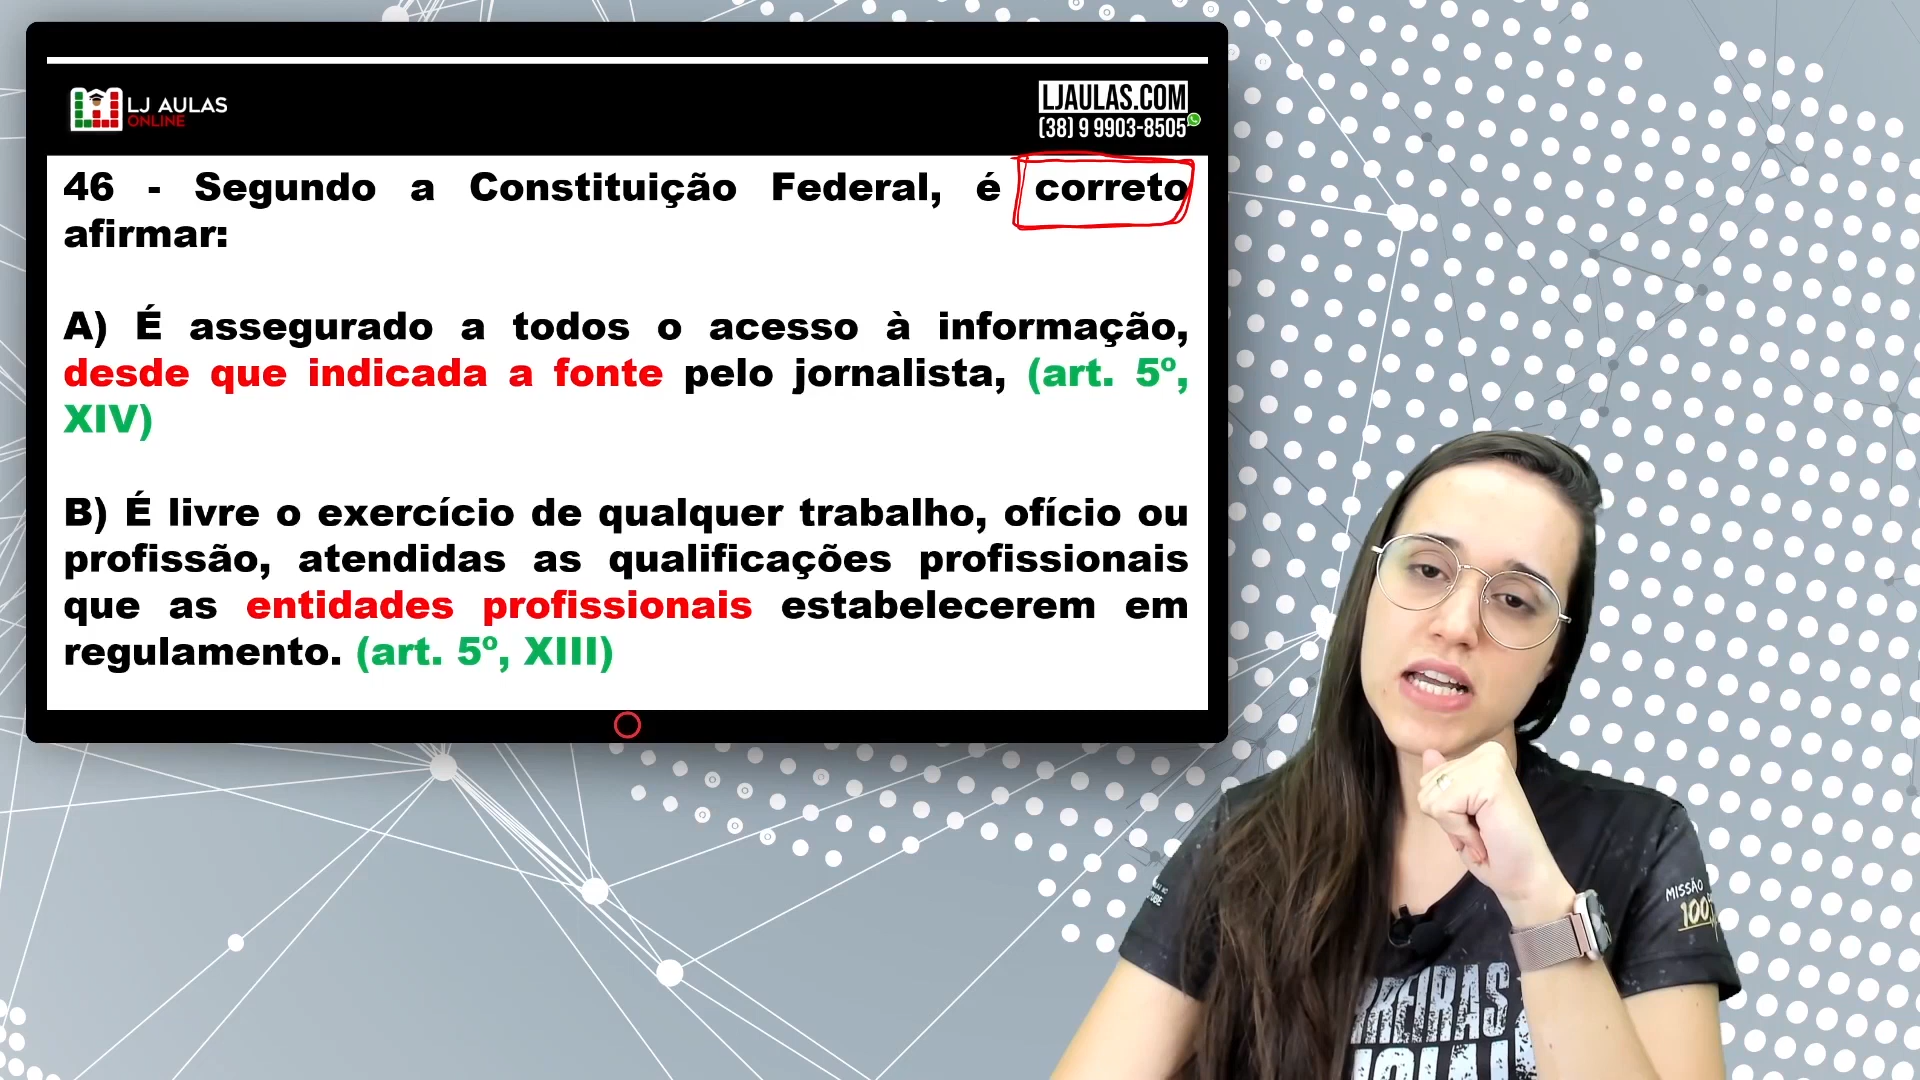 LJ AULAS
ONLINE
LJAULAS.COM
(38) 9 9903-8505
46 - Segundo a Constituição Federal, é correto
afirmar:
A) É assegurado a todos o acesso à informação,
desde que indicada a fonte pelo jornalista, (art. 5º,
XIV)
B) É livre o exercício de qualquer trabalho, ofício ou
profissão, atendidas as qualificações profissionais
que as entidades profissionais estabelecerem em
regulamento. (art. 5º, XIII)
MISSÃO
100%